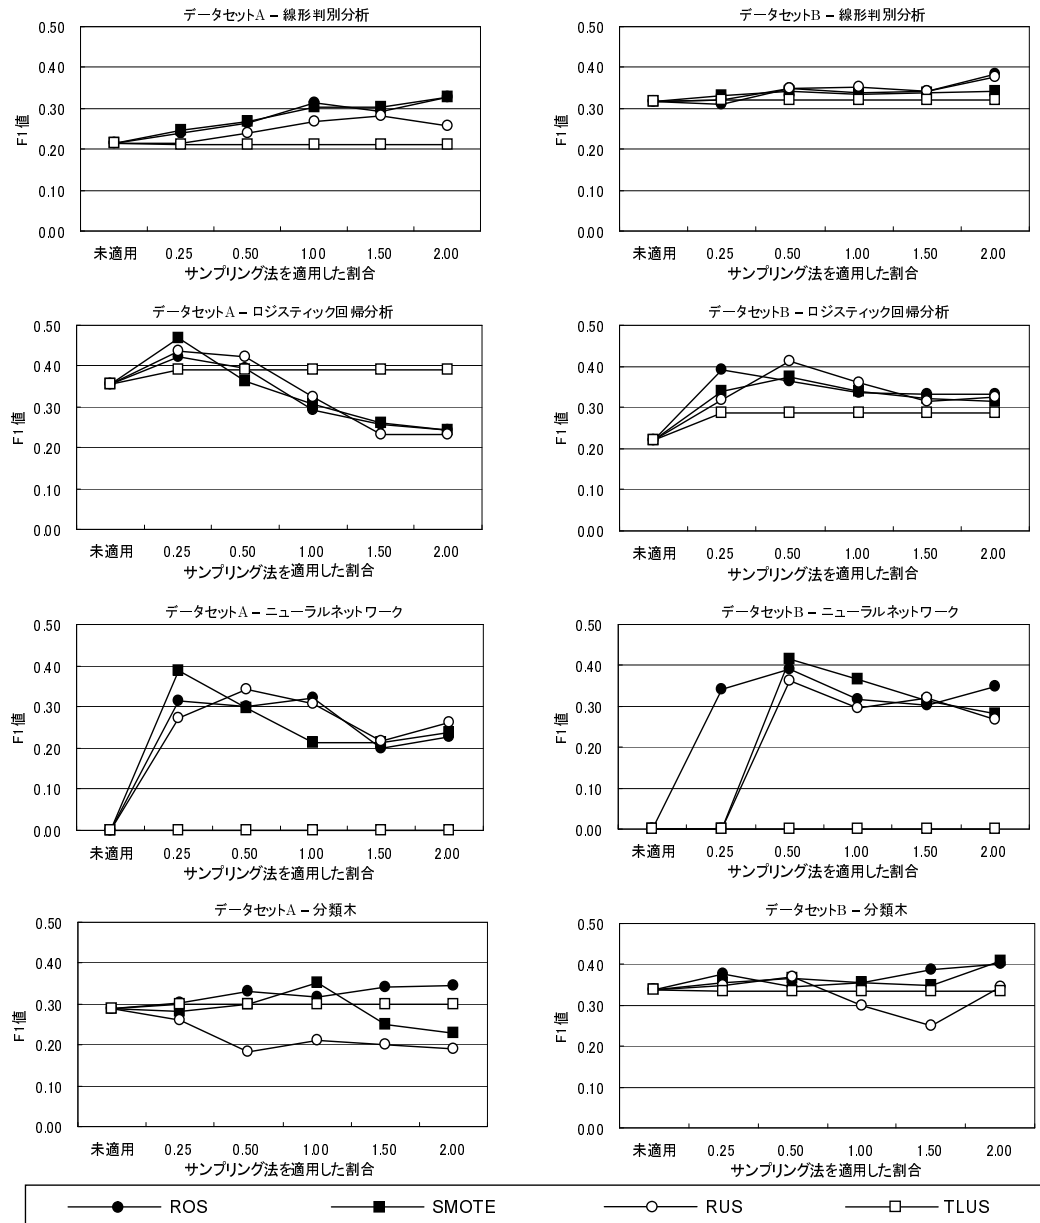 データセットA－線形判別分析
0.50
0.40
0.30
0.20
0.10
0.00
F1値
未適用 0.25 0.50 1.00 1.50 2.00
サンプリング法を適用した割合
データセットB－線形判別分析
0.50
0.40
0.30
0.20
0.10
0.00
F1値
未適用 0.25 0.50 1.00 1.50 2.00
サンプリング法を適用した割合
データセットA－ロジスティック回帰分析
0.50
0.40
0.30
0.20
0.10
0.00
F1値
未適用 0.25 0.50 1.00 1.50 2.00
サンプリング法を適用した割合
データセットB－ロジスティック回帰分析
0.50
0.40
0.30
0.20
0.10
0.00
F1値
未適用 0.25 0.50 1.00 1.50 2.00
サンプリング法を適用した割合
データセットA－ニューラルネットワーク
0.50
0.40
0.30
0.20
0.10
0.00
F1値
未適用 0.25 0.50 1.00 1.50 2.00
サンプリング法を適用した割合
データセットB－ニューラルネットワーク
0.50
0.40
0.30
0.20
0.10
0.00
F1値
未適用 0.25 0.50 1.00 1.50 2.00
サンプリング法を適用した割合
データセットA－分類木
0.50
0.40
0.30
0.20
0.10
0.00
F1値
未適用 0.25 0.50 1.00 1.50 2.00
サンプリング法を適用した割合
データセットB－分類木
0.50
0.40
0.30
0.20
0.10
0.00
F1値
未適用 0.25 0.50 1.00 1.50 2.00
サンプリング法を適用した割合
ROS SMOTE RUS TLUS